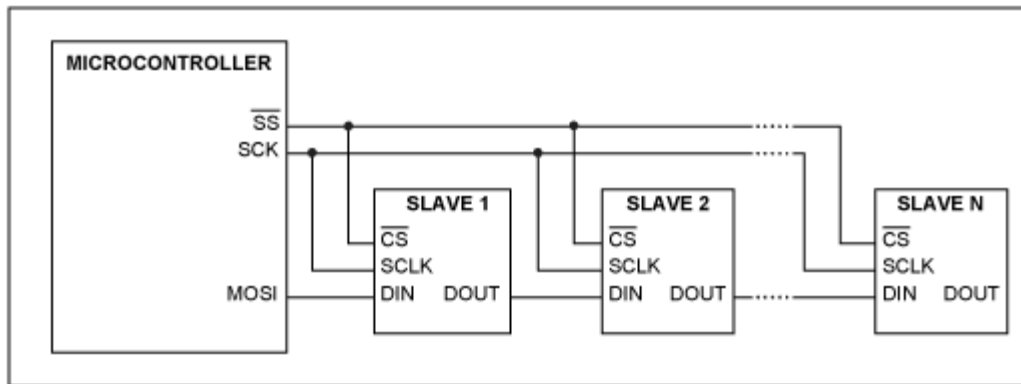 MICROCONTROLLER
SS
SCK
MOSI
SLAVE 1
CS
SCLK
DIN DOUT
SLAVE 2
CS
SCLK
DIN DOUT
SLAVE N
CS
SCLK
DIN DOUT